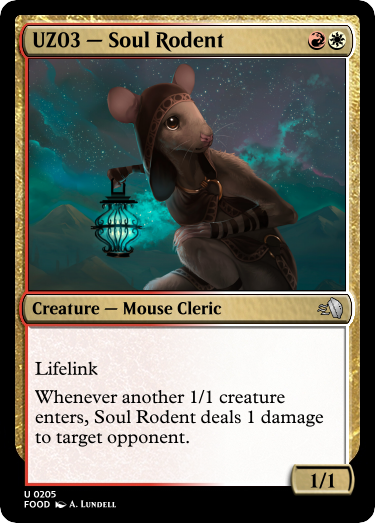 UZ03 — Soul Rodent
Creature — Mouse Cleric
Lifelink
Whenever another 1/1 creature
enters, Soul Rodent deals 1 damage
to target opponent.
1/1
U 0205
FOOD A. Lundell